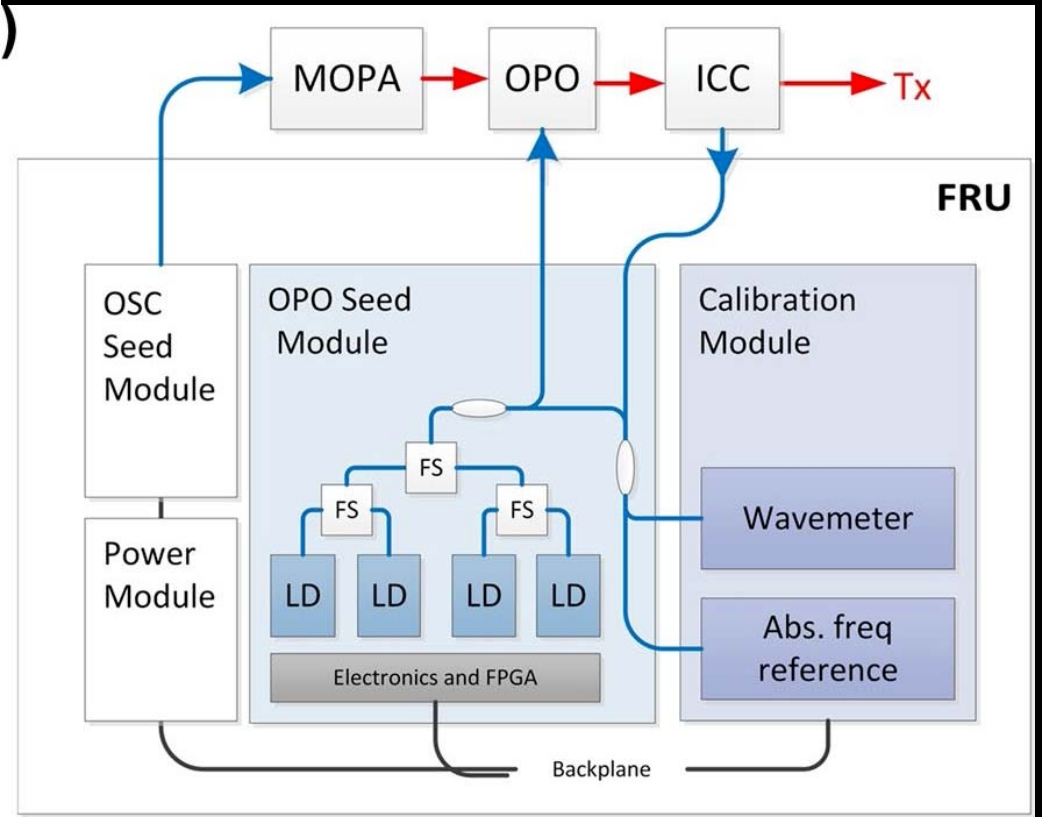 )
MOPA
OPO
ICC
Tx
FRU
OSC
Seed
Module
OPO Seed
Module
Calibration
Module
FS
FS
FS
LD
LD
LD
LD
Electronics and FPGA
Power
Module
Wavemeter
Abs. freq
reference
Backplane